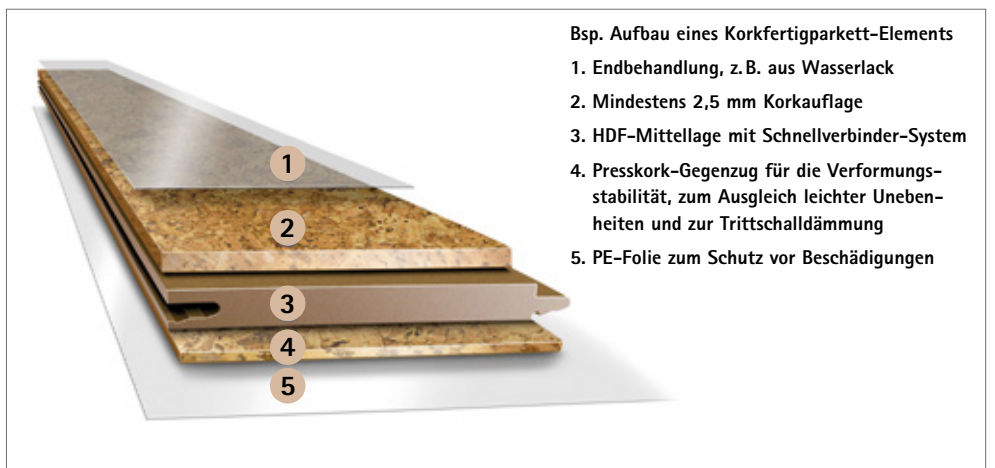 Bsp. Aufbau eines Korkfertigparkett-Elements
1. Endbehandlung, z. B. aus Wasserlack
2. Mindestens 2,5 mm Korkauflage
3. HDF-Mittellage mit Schnellverbinder-System
4. Presskork-Gegenzug für die Verformungs-
stabilität, zum Ausgleich leichter Uneben-
heiten und zur Trittschalldämmung
5. PE-Folie zum Schutz vor Beschädigungen
1
2
3
4
5